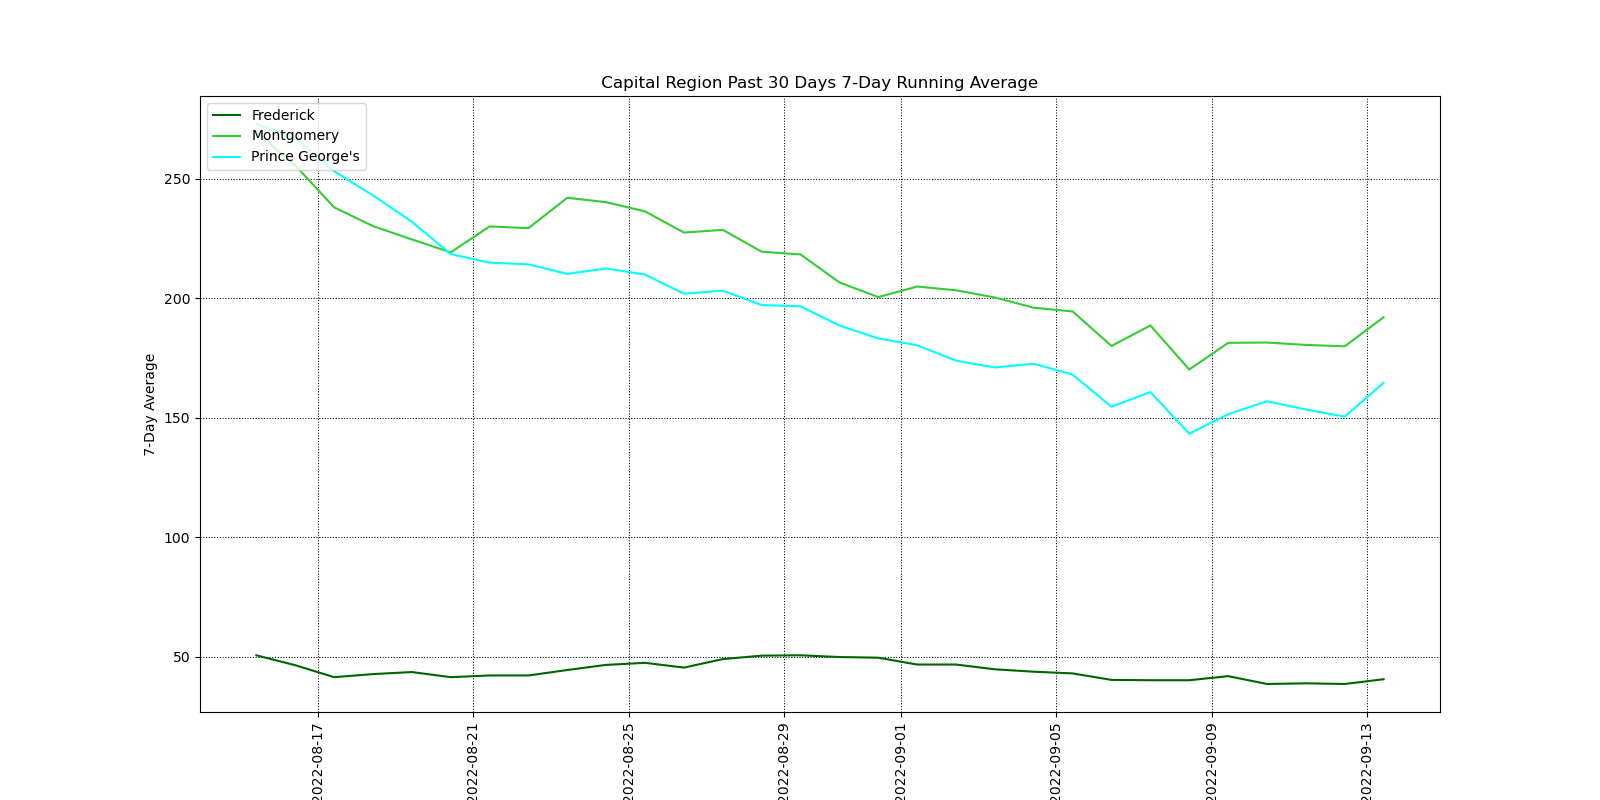 Capital Region Past 30 Days 7-Day Running Average
Frederick
Montgomery
Prince George's
7-Day Average
250
200
150
100
50
2022-08-17
2022-08-21
2022-08-25
2022-08-29
2022-09-01
2022-09-05
2022-09-09
2022-09-13